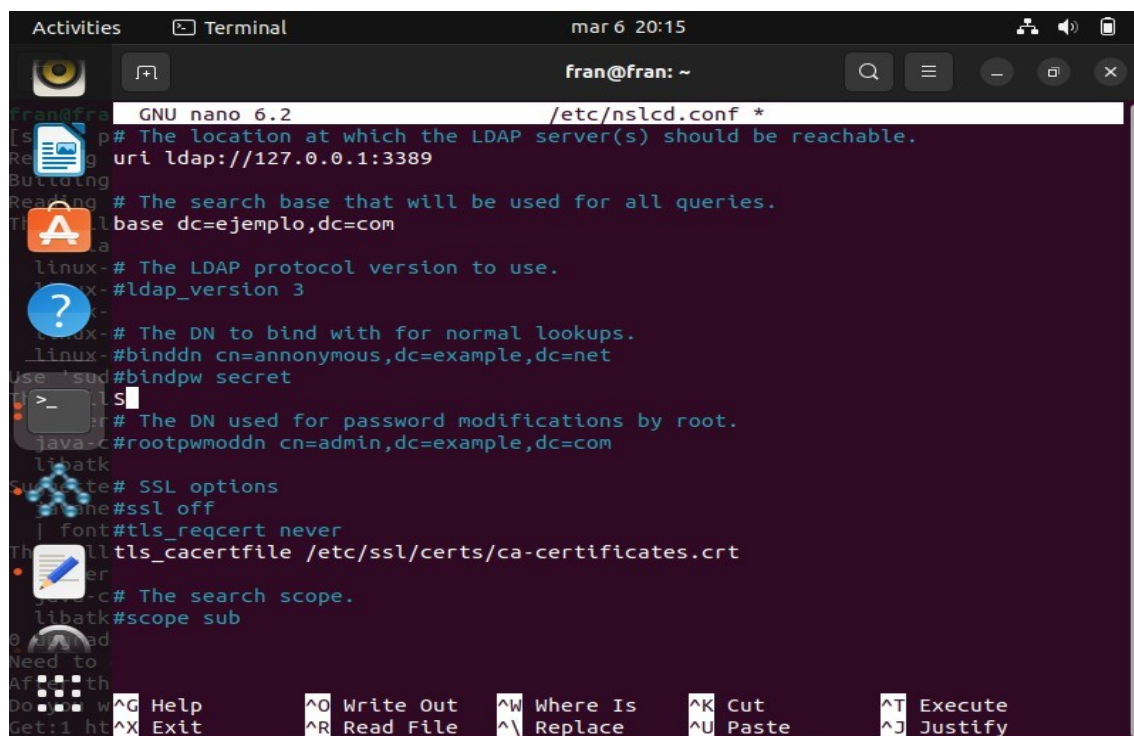 Activities
Terminal
mar 6 20:15
fran@fran: ~
GNU nano 6.2 /etc/nslcd.conf *
# The location at which the LDAP server(s) should be reachable.
uri ldap://127.0.0.1:3389
# The search base that will be used for all queries.
base dc=ejemplo,dc=com
# The LDAP protocol version to use.
#ldap_version 3
# The DN to bind with for normal lookups.
#binddn cn=annonymous,dc=example,dc=net
#bindpw secret
S
# The DN used for password modifications by root.
#rootpwmoddn cn=admin,dc=example,dc=com
# SSL options
#ssl off
#tls_reqcert never
tls_cacertfile /etc/ssl/certs/ca-certificates.crt
# The search scope.
#scope sub
^G Help ^O Write Out ^W Where Is ^K Cut ^T Execute
^X Exit ^R Read File ^\ Replace ^U Paste ^J Justify